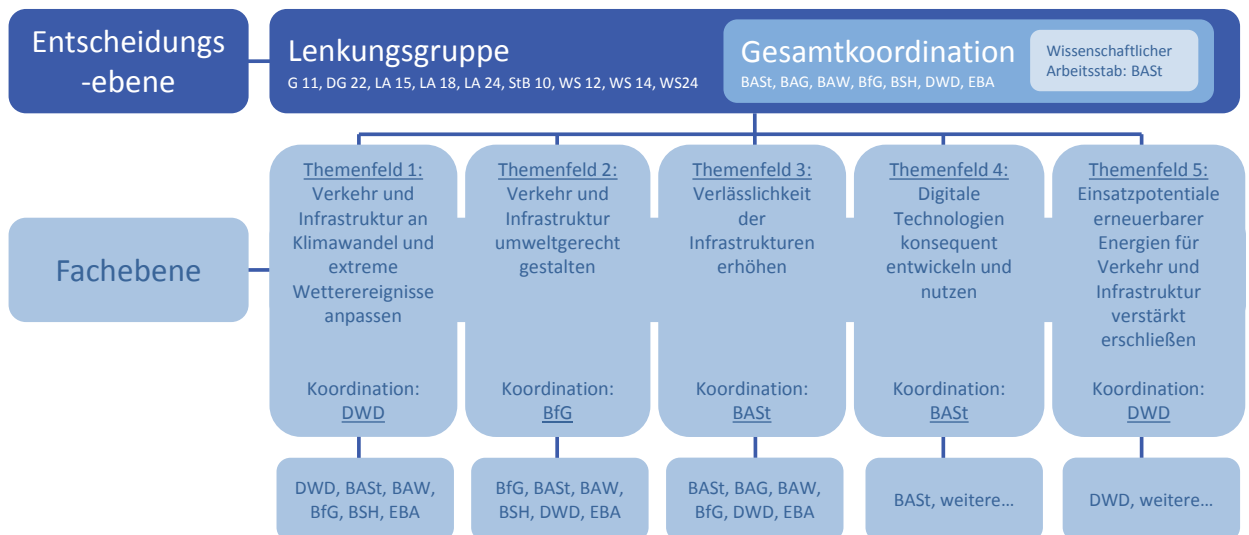 Entscheidungs
-ebene
Lenkungsgruppe
G 11, DG 22, LA 15, LA 18, LA 24, StB 10, WS 12, WS 14, WS24
Gesamtkoordination
BASt, BAG, BAW, BfG, BSH, DWD, EBA
Wissenschaftlicher
Arbeitsstab: BASt
Fachebene
Themenfeld 1:
Verkehr und
Infrastruktur an
Klimawandel und
extreme
Wetterereignisse
anpassen
Koordination:
DWD
Themenfeld 2:
Verkehr und
Infrastruktur
umweltgerecht
gestalten
Koordination:
BfG
Themenfeld 3:
Verlässlichkeit
der
Infrastrukturen
erhöhen
Koordination:
BASt
Themenfeld 4:
Digitale
Technologien
konsequent
entwickeln und
nutzen
Koordination:
BASt
Themenfeld 5:
Einsatzpotentiale
erneuerbarer
Energien für
Verkehr und
Infrastruktur
verstärkt
erschließen
Koordination:
DWD
DWD, BASt, BAW,
BfG, BSH, EBA
BfG, BASt, BAW,
BSH, DWD, EBA
BASt, BAG, BAW,
BfG, DWD, EBA
BASt, weitere…
DWD, weitere…